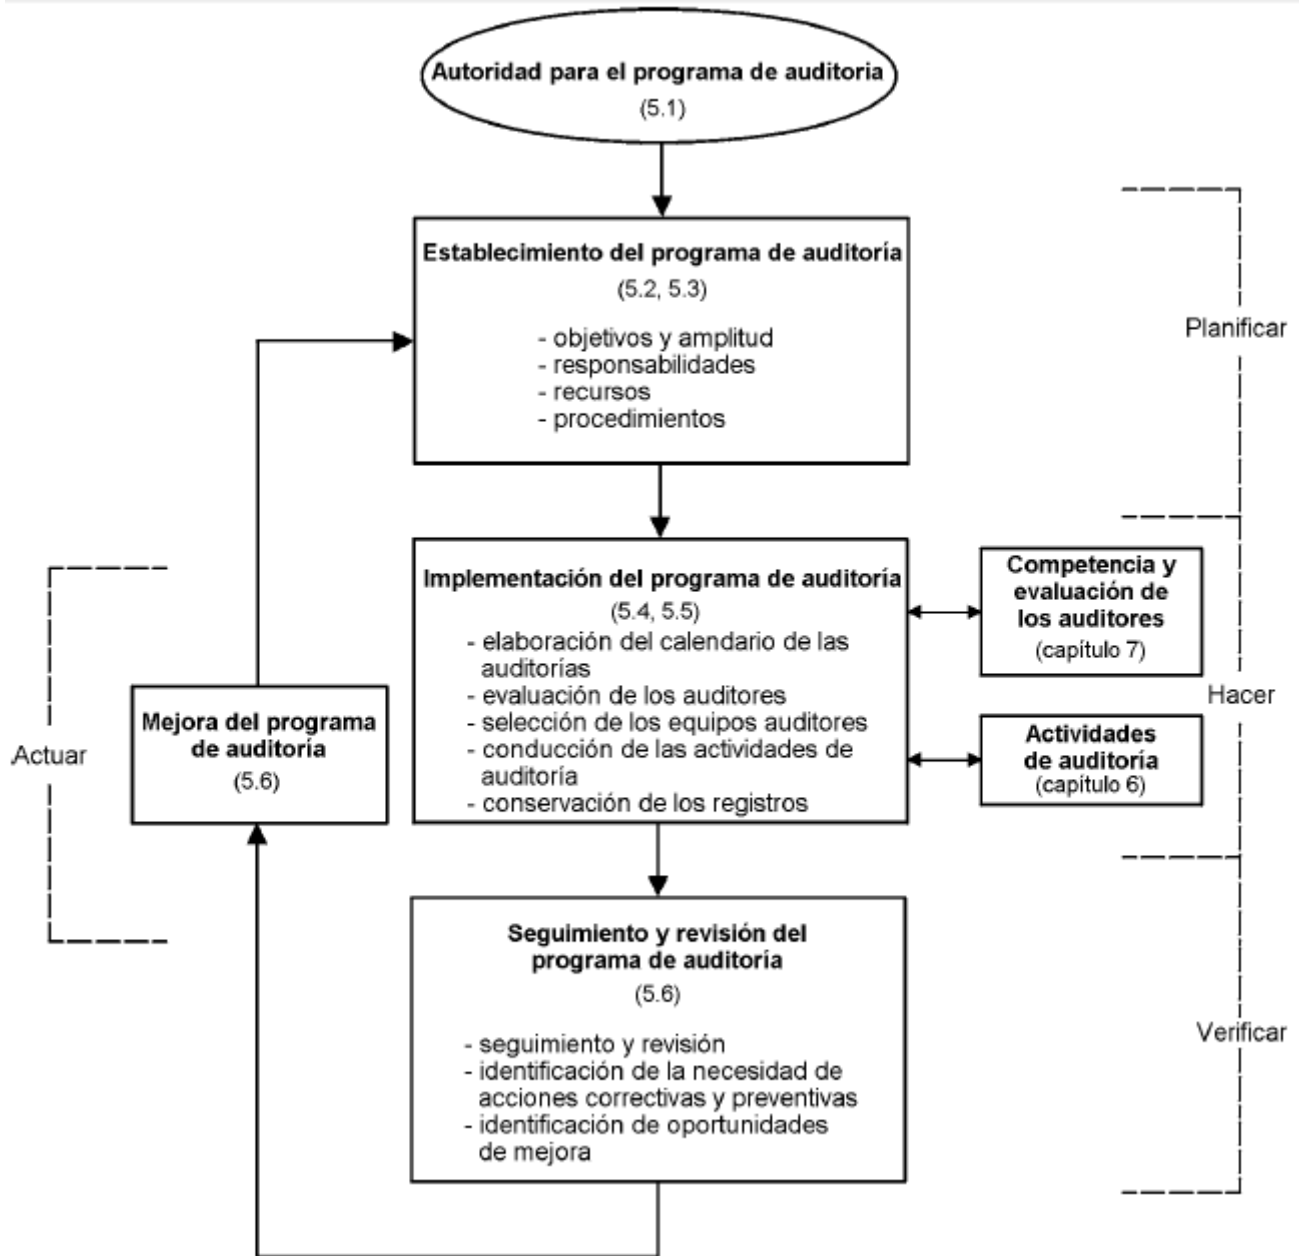 Autoridad para el programa de auditoria
(5.1)
Establecimiento del programa de auditoría
(5.2, 5.3)
- objetivos y amplitud
- responsabilidades
- recursos
- procedimientos
Planificar
Implementación del programa de auditoría
(5.4, 5.5)
- elaboración del calendario de las
auditorías
- evaluación de los auditores
- selección de los equipos auditores
- conducción de las actividades de
auditoría
- conservación de los registros
Competencia y
evaluación de
los auditores
(capítulo 7)
Hacer
Actividades
de auditoría
(capítulo 6)
Mejora del programa
de auditoría
(5.6)
Actuar
Seguimiento y revisión del
programa de auditoría
(5.6)
- seguimiento y revisión
- identificación de la necesidad de
acciones correctivas y preventivas
- identificación de oportunidades
de mejora
Verificar